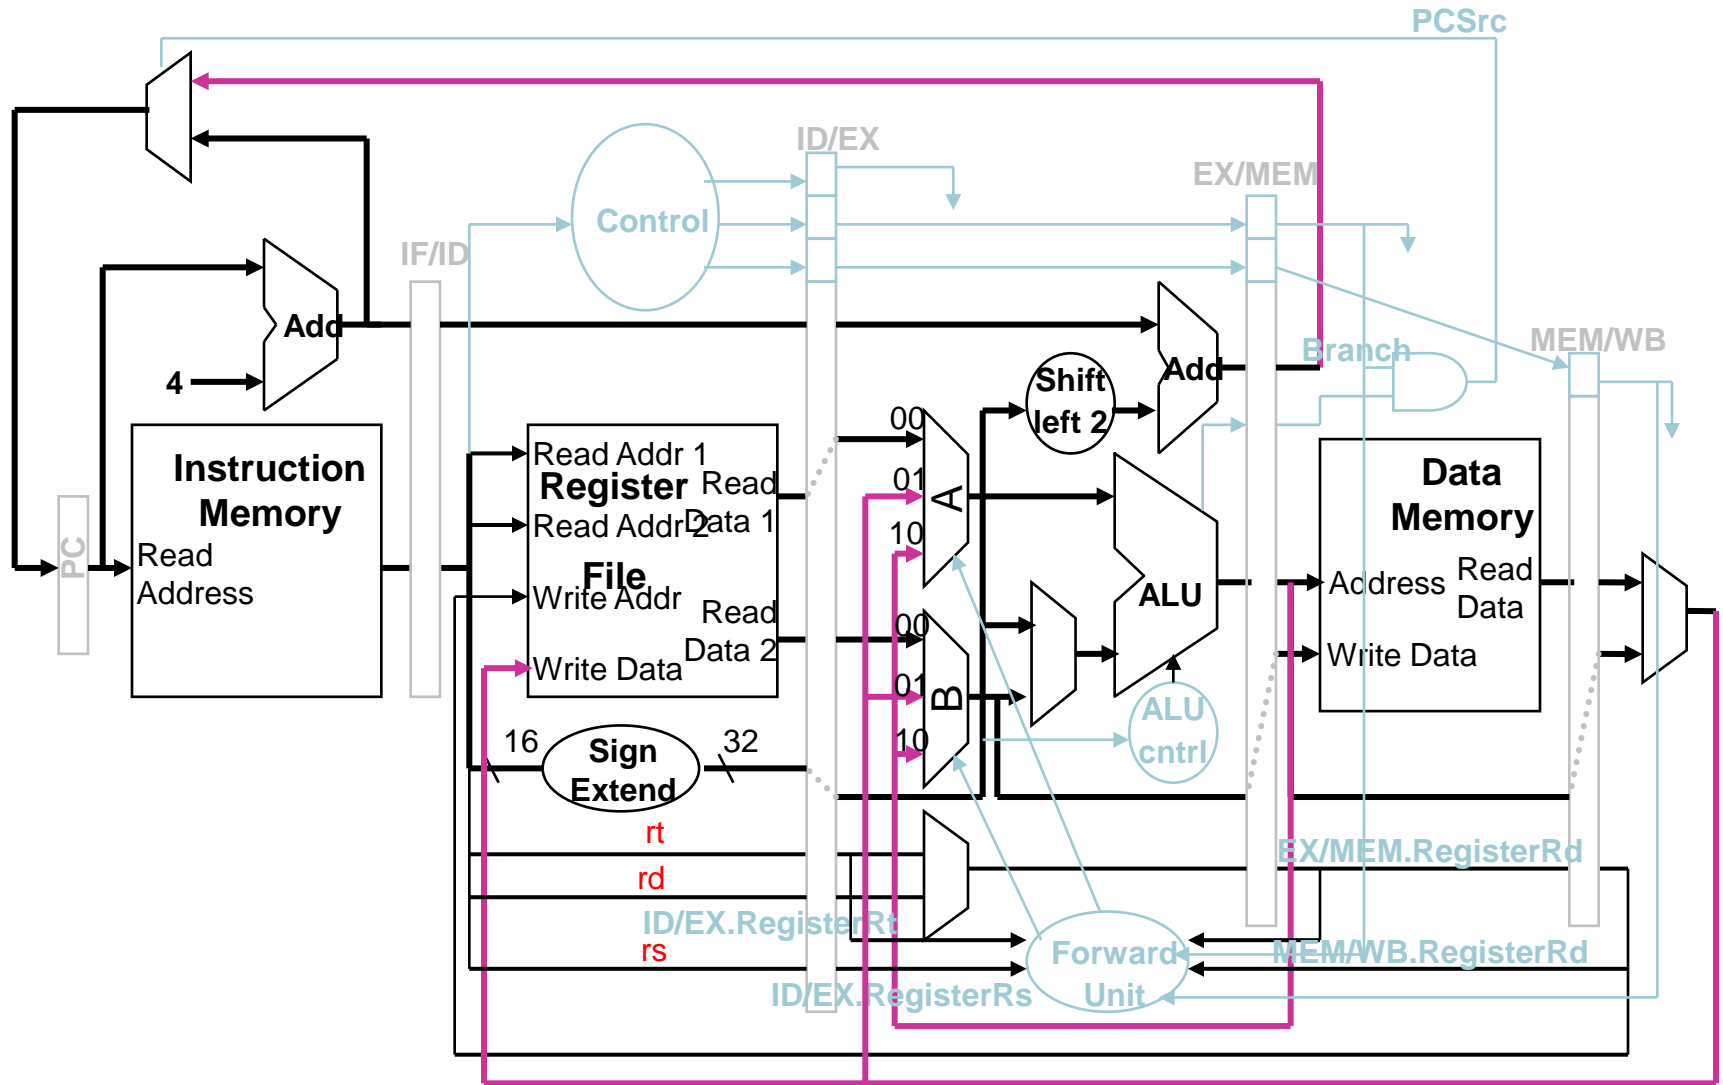 PCSrc
ID/EX
EX/MEM
Control
IF/ID
Add
4
Branch
MEM/WB
Shift
left 2
Add
Instruction
Memory
Read
Address
PC
Read Addr 1
Register
Read
Data 1
Read Addr 2
File
Write Addr
Read
Data 2
Write Data
00
01
10
A
00
01
10
B
ALU
ALU
cntrl
Data
Memory
Address
Read
Data
Write Data
16
Sign
Extend
32
rt
rd
rs
EX/MEM.RegisterRd
ID/EX.RegisterRt
Forward
Unit
MEM/WB.RegisterRd
ID/EX.RegisterRs